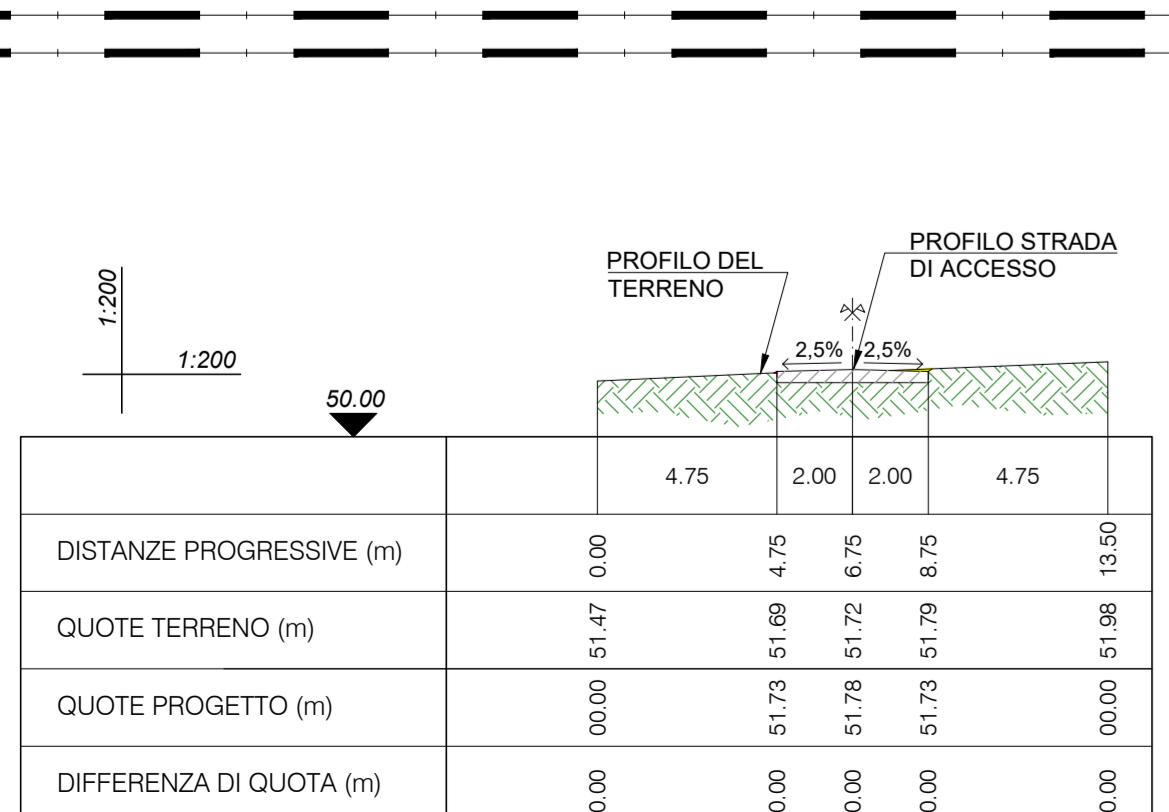 PROFILO STRADA
DI ACCESSO
PROFILO DEL
TERRENO
1:200
1:200
2,5% 2,5%
50.00
4.75 2.00 2.00 4.75
DISTANZE PROGRESSIVE (m) 0.00 4.75 6.75 8.75 13.50
QUOTE TERRENO (m) 51.47 51.69 51.72 51.79 51.98
QUOTE PROGETTO (m) 00.00 51.73 51.78 51.73 00.00
DIFFERENZA DI QUOTA (m) 0.00 0.00 0.00 0.00 0.00